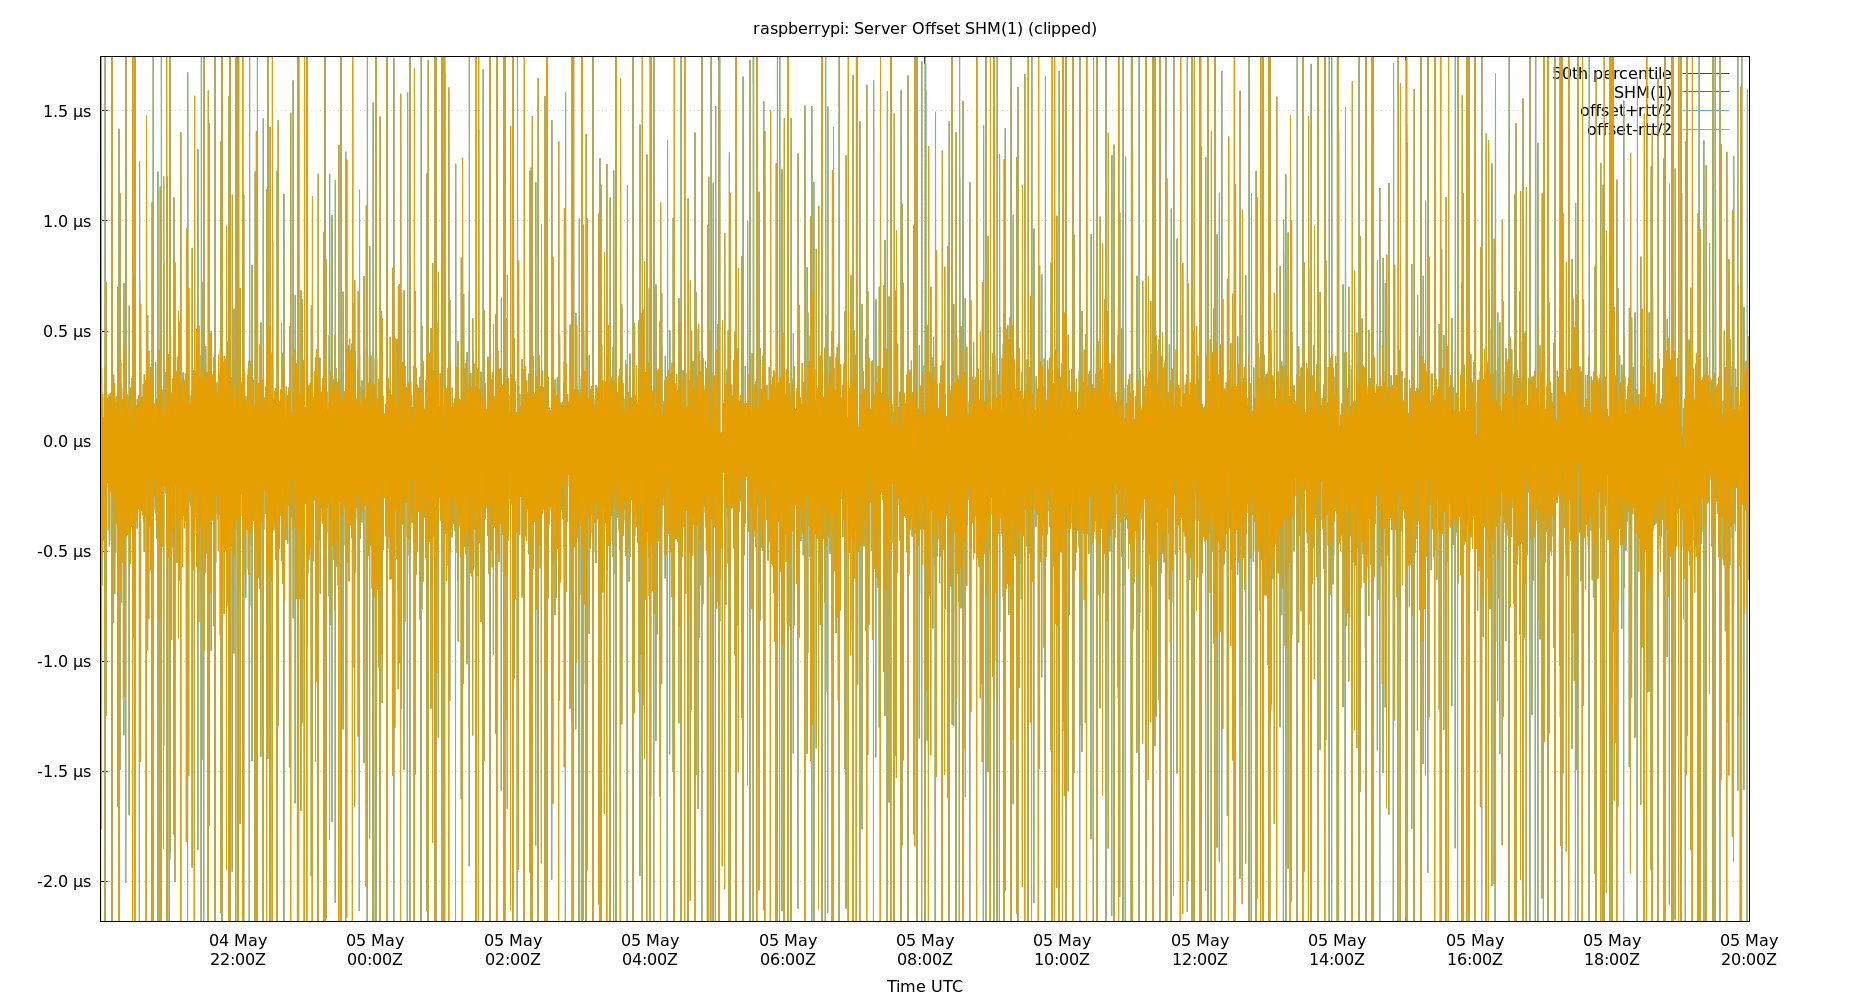 raspberrypi: Server Offset SHM(1) (clipped)
50th percentile
SHM(1)
offset+rtt/2
offset-rtt/2
1.5 µs
1.0 µs
0.5 µs
0.0 µs
-0.5 µs
-1.0 µs
-1.5 µs
-2.0 µs
04 May 05 May 05 May 05 May 05 May 05 May 05 May 05 May 05 May 05 May 05 May 05 May
22:00Z 00:00Z 02:00Z 04:00Z 06:00Z 08:00Z 10:00Z 12:00Z 14:00Z 16:00Z 18:00Z 20:00Z
Time UTC